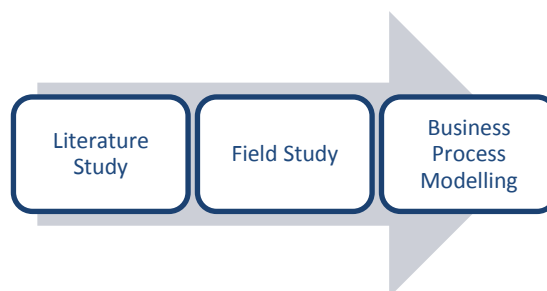 Literature
Study
Field Study
Business
Process
Modelling